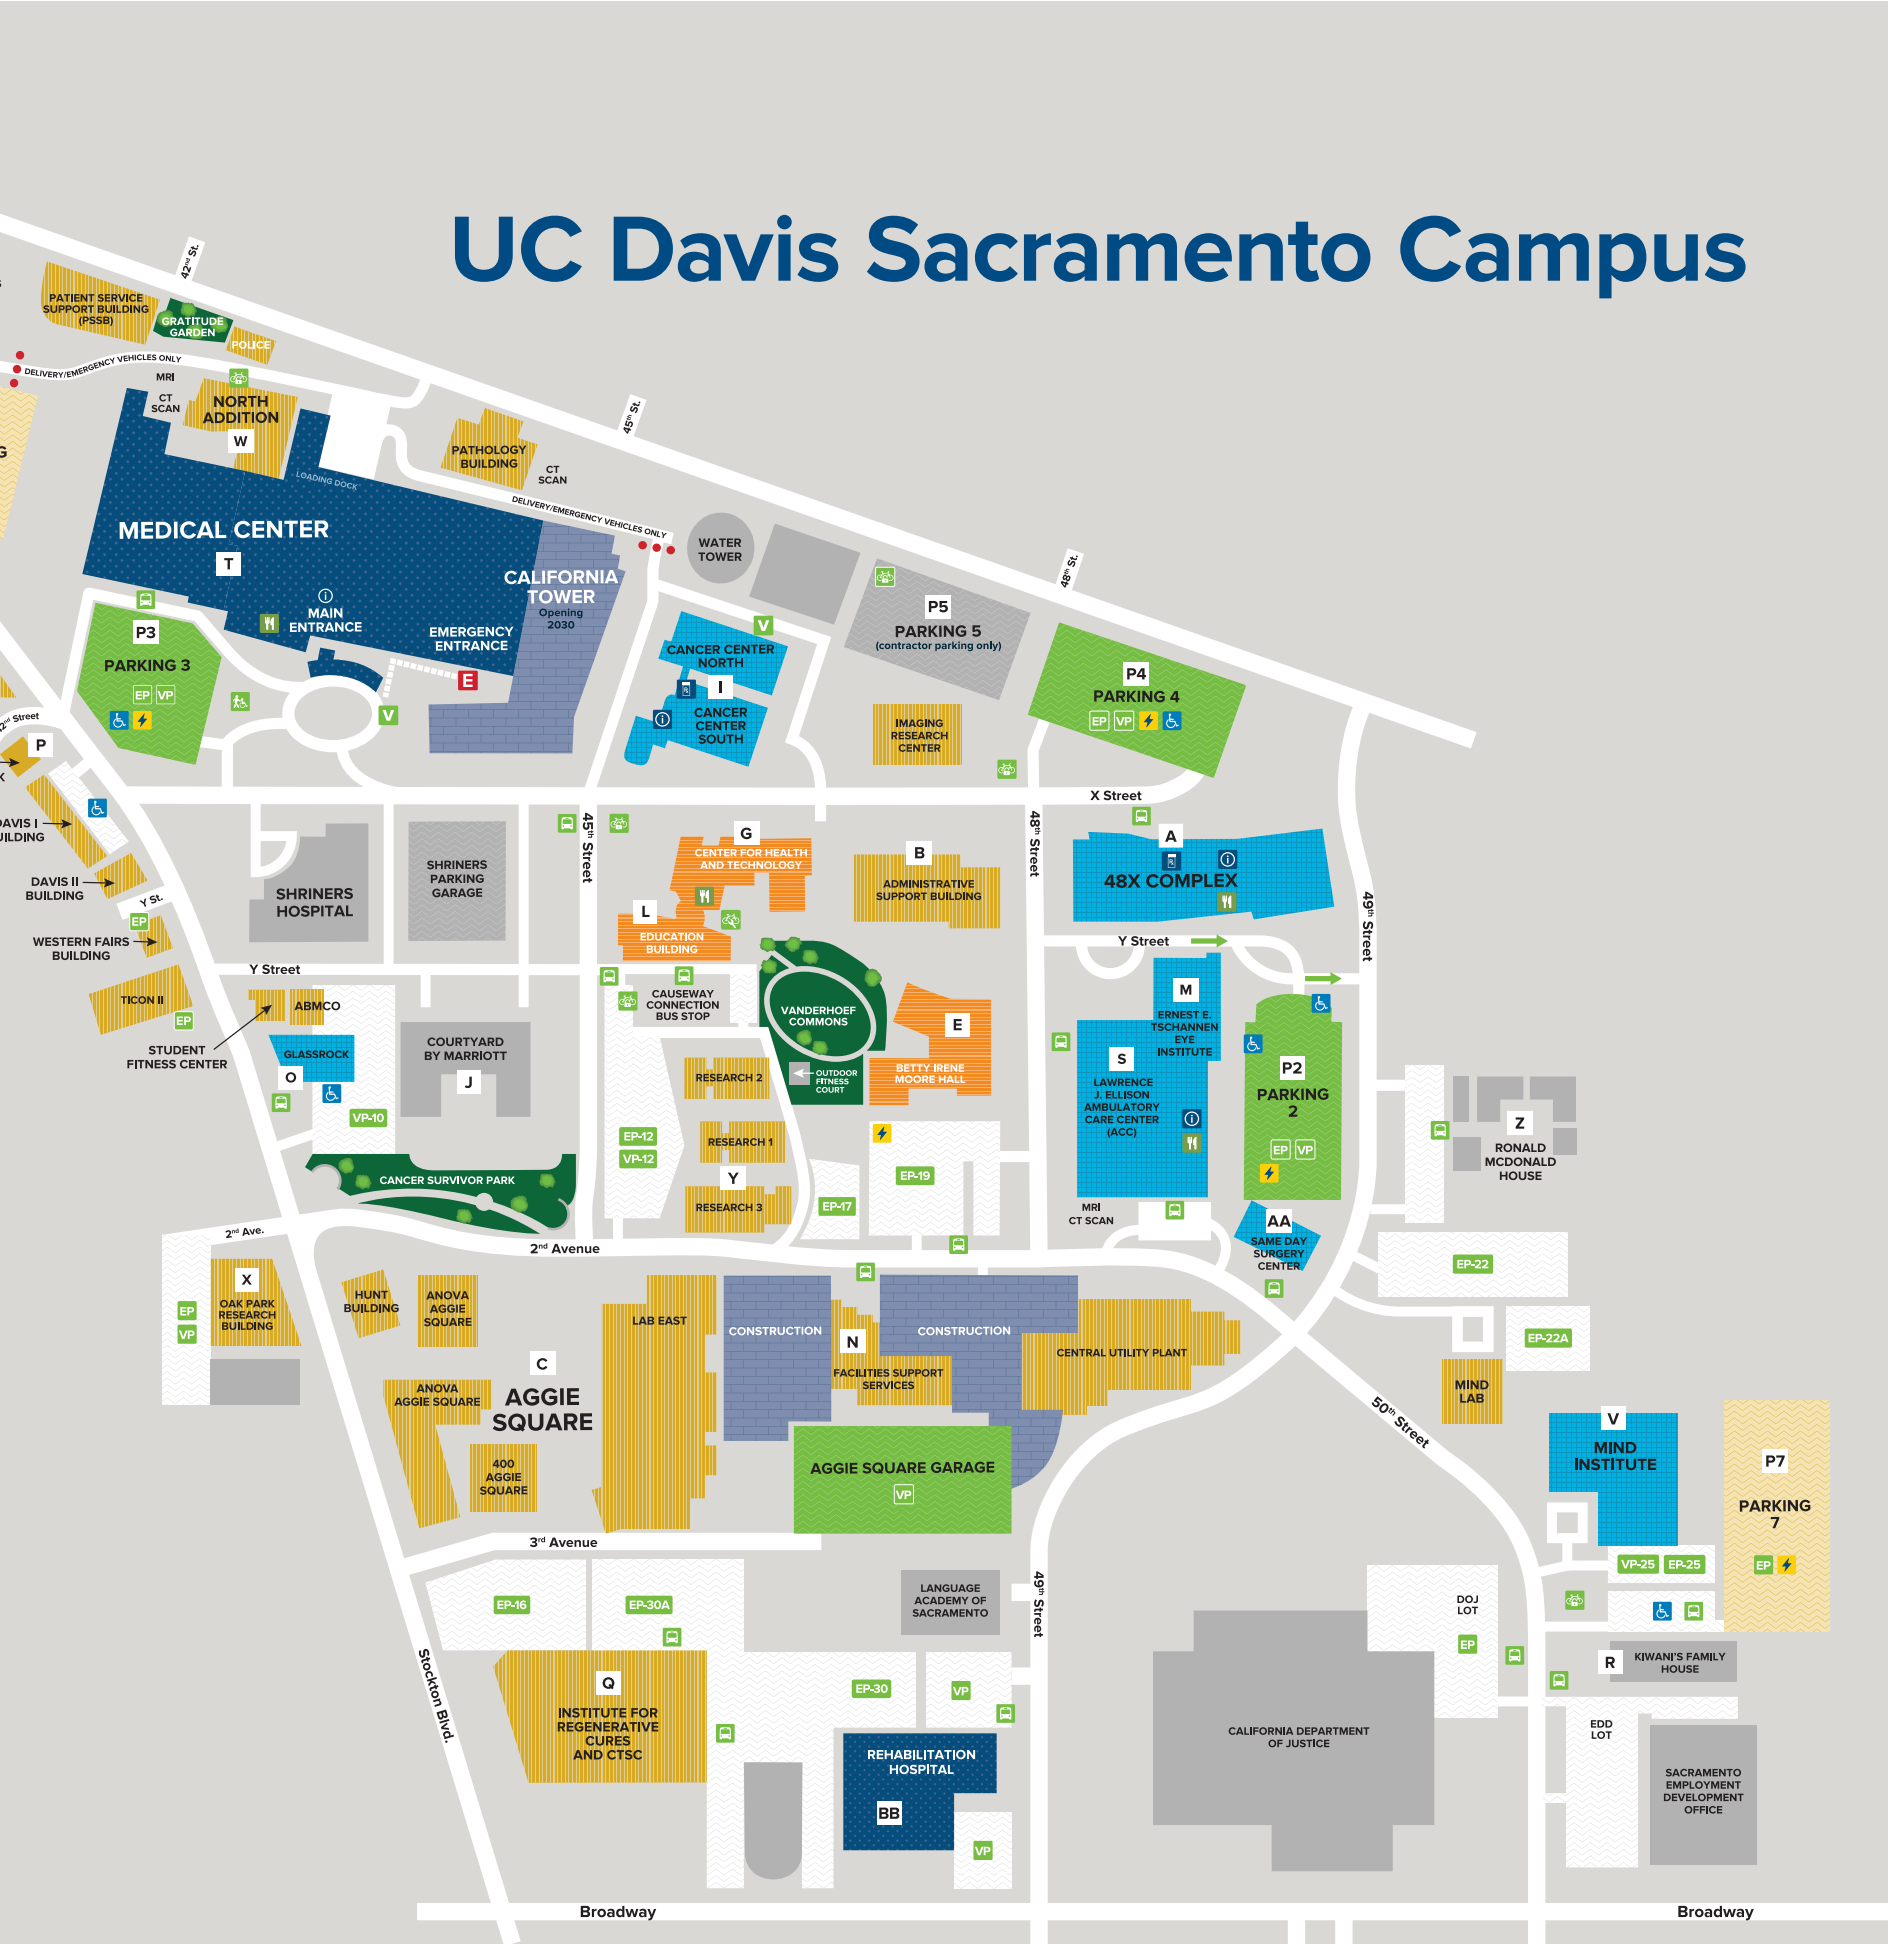 UC Davis Sacramento Campus
42nd St.
PATIENT SERVICE
SUPPORT BUILDING
(PSSB)
GRATITUDE
GARDEN
POLICE
DELIVERY/EMERGENCY VEHICLES ONLY
MRI
CT
SCAN
NORTH
ADDITION
W
LOADING DOCK
PATHOLOGY
BUILDING
CT
SCAN
45th St.
DELIVERY/EMERGENCY VEHICLES ONLY
MEDICAL CENTER
T
MAIN
ENTRANCE
EMERGENCY
ENTRANCE
E
CALIFORNIA
TOWER
Opening
2030
WATER
TOWER
48th St.
P5
PARKING 5
(contractor parking only)
P4
PARKING 4
EP VP
P3
PARKING 3
EP VP
V
V
CANCER CENTER
NORTH
I
CANCER
CENTER
SOUTH
IMAGING
RESEARCH
CENTER
2nd Street
P
DAVIS I
UILDING
DAVIS II
BUILDING
Y St.
EP
WESTERN FAIRS
BUILDING
TICON II
EP
X Street
45th Street
48th Street
49th Street
SHRINERS
HOSPITAL
SHRINERS
PARKING
GARAGE
G
CENTER FOR HEALTH
AND TECHNOLOGY
L
EDUCATION
BUILDING
B
ADMINISTRATIVE
SUPPORT BUILDING
A
48X COMPLEX
Y Street
Y Street
ABMCO
STUDENT
FITNESS CENTER
GLASSROCK
O
VP-10
COURTYARD
BY MARRIOTT
J
CAUSEWAY
CONNECTION
BUS STOP
VANDERHOEF
COMMONS
OUTDOOR
FITNESS
COURT
E
BETTY IRENE
MOORE HALL
M
ERNEST E.
TSCHANNEN
EYE
INSTITUTE
S
LAWRENCE
J. ELLISON
AMBULATORY
CARE CENTER
(ACC)
P2
PARKING
2
EP VP
RESEARCH 2
RESEARCH 1
Y
RESEARCH 3
EP-12
VP-12
EP-17
EP-19
Z
RONALD
MCDONALD
HOUSE
CANCER SURVIVOR PARK
MRI
CT SCAN
AA
SAME DAY
SURGERY
CENTER
2nd Ave.
2nd Avenue
EP-22
EP-22A
X
OAK PARK
RESEARCH
BUILDING
EP
VP
HUNT
BUILDING
ANOVA
AGGIE
SQUARE
LAB EAST
CONSTRUCTION
N
FACILITIES SUPPORT
SERVICES
CONSTRUCTION
CENTRAL UTILITY PLANT
C
AGGIE
SQUARE
ANOVA
AGGIE SQUARE
400
AGGIE
SQUARE
AGGIE SQUARE GARAGE
VP
50th Street
MIND
LAB
V
MIND
INSTITUTE
P7
PARKING
7
EP
VP-25 EP-25
3rd Avenue
EP-16
EP-30A
LANGUAGE
ACADEMY OF
SACRAMENTO
49th Street
DOJ
LOT
EP
R
KIWANI'S FAMILY
HOUSE
Stockton Blvd.
Q
INSTITUTE FOR
REGENERATIVE
CURES
AND CTSC
EP-30
VP
REHABILITATION
HOSPITAL
BB
VP
CALIFORNIA DEPARTMENT
OF JUSTICE
EDD
LOT
SACRAMENTO
EMPLOYMENT
DEVELOPMENT
OFFICE
Broadway
Broadway